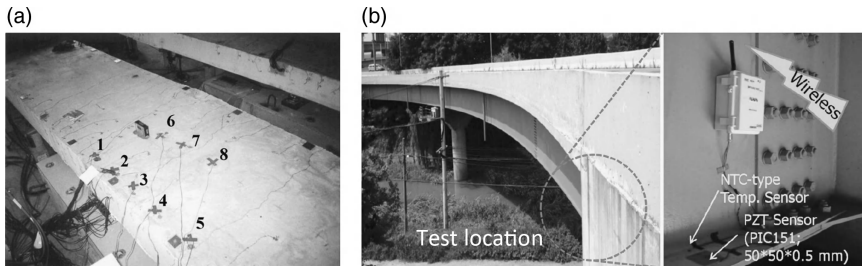 (a)
(b)
1
2
3
4
5
6
7
8
Test location
Wireless
NTC-type
Temp. Sensor
PZT Sensor
(PIC151;
50*50*0.5 mm)